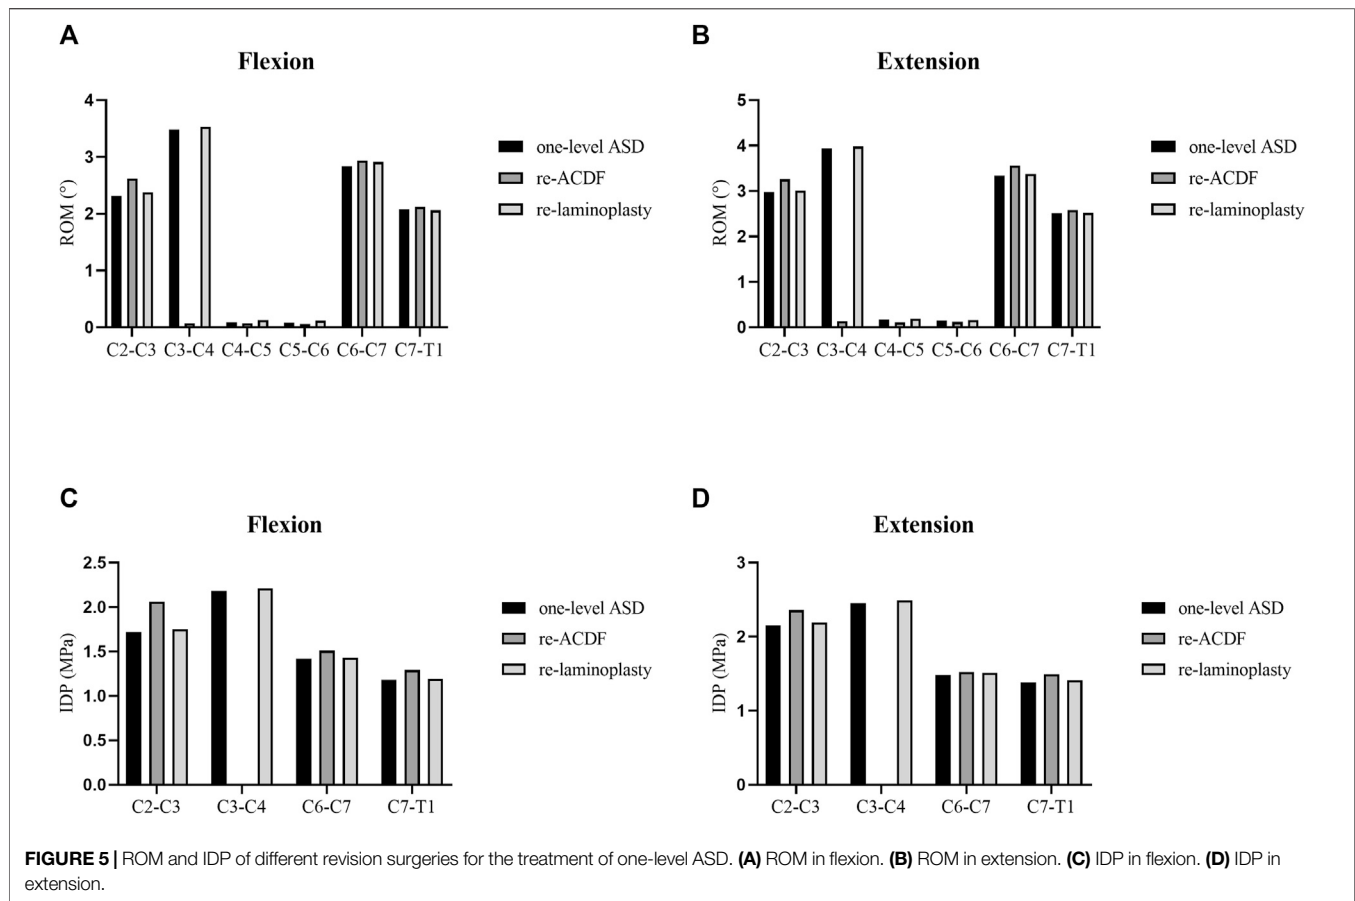 A
Flexion
4
3
2
1
0
ROM (°)
C2-C3 C3-C4 C4-C5 C5-C6 C6-C7 C7-T1
one-level ASD
re-ACDF
re-laminoplasty
B
Extension
5
4
3
2
1
0
ROM (°)
C2-C3 C3-C4 C4-C5 C5-C6 C6-C7 C7-T1
one-level ASD
re-ACDF
re-laminoplasty
C
Flexion
2.5
2.0
1.5
1.0
0.5
0.0
IDP (MPa)
C2-C3 C3-C4 C6-C7 C7-T1
one-level ASD
re-ACDF
re-laminoplasty
D
Extension
3
2
1
0
IDP (MPa)
C2-C3 C3-C4 C6-C7 C7-T1
one-level ASD
re-ACDF
re-laminoplasty
FIGURE 5 | ROM and IDP of different revision surgeries for the treatment of one-level ASD. (A) ROM in flexion. (B) ROM in extension. (C) IDP in flexion. (D) IDP in
extension.